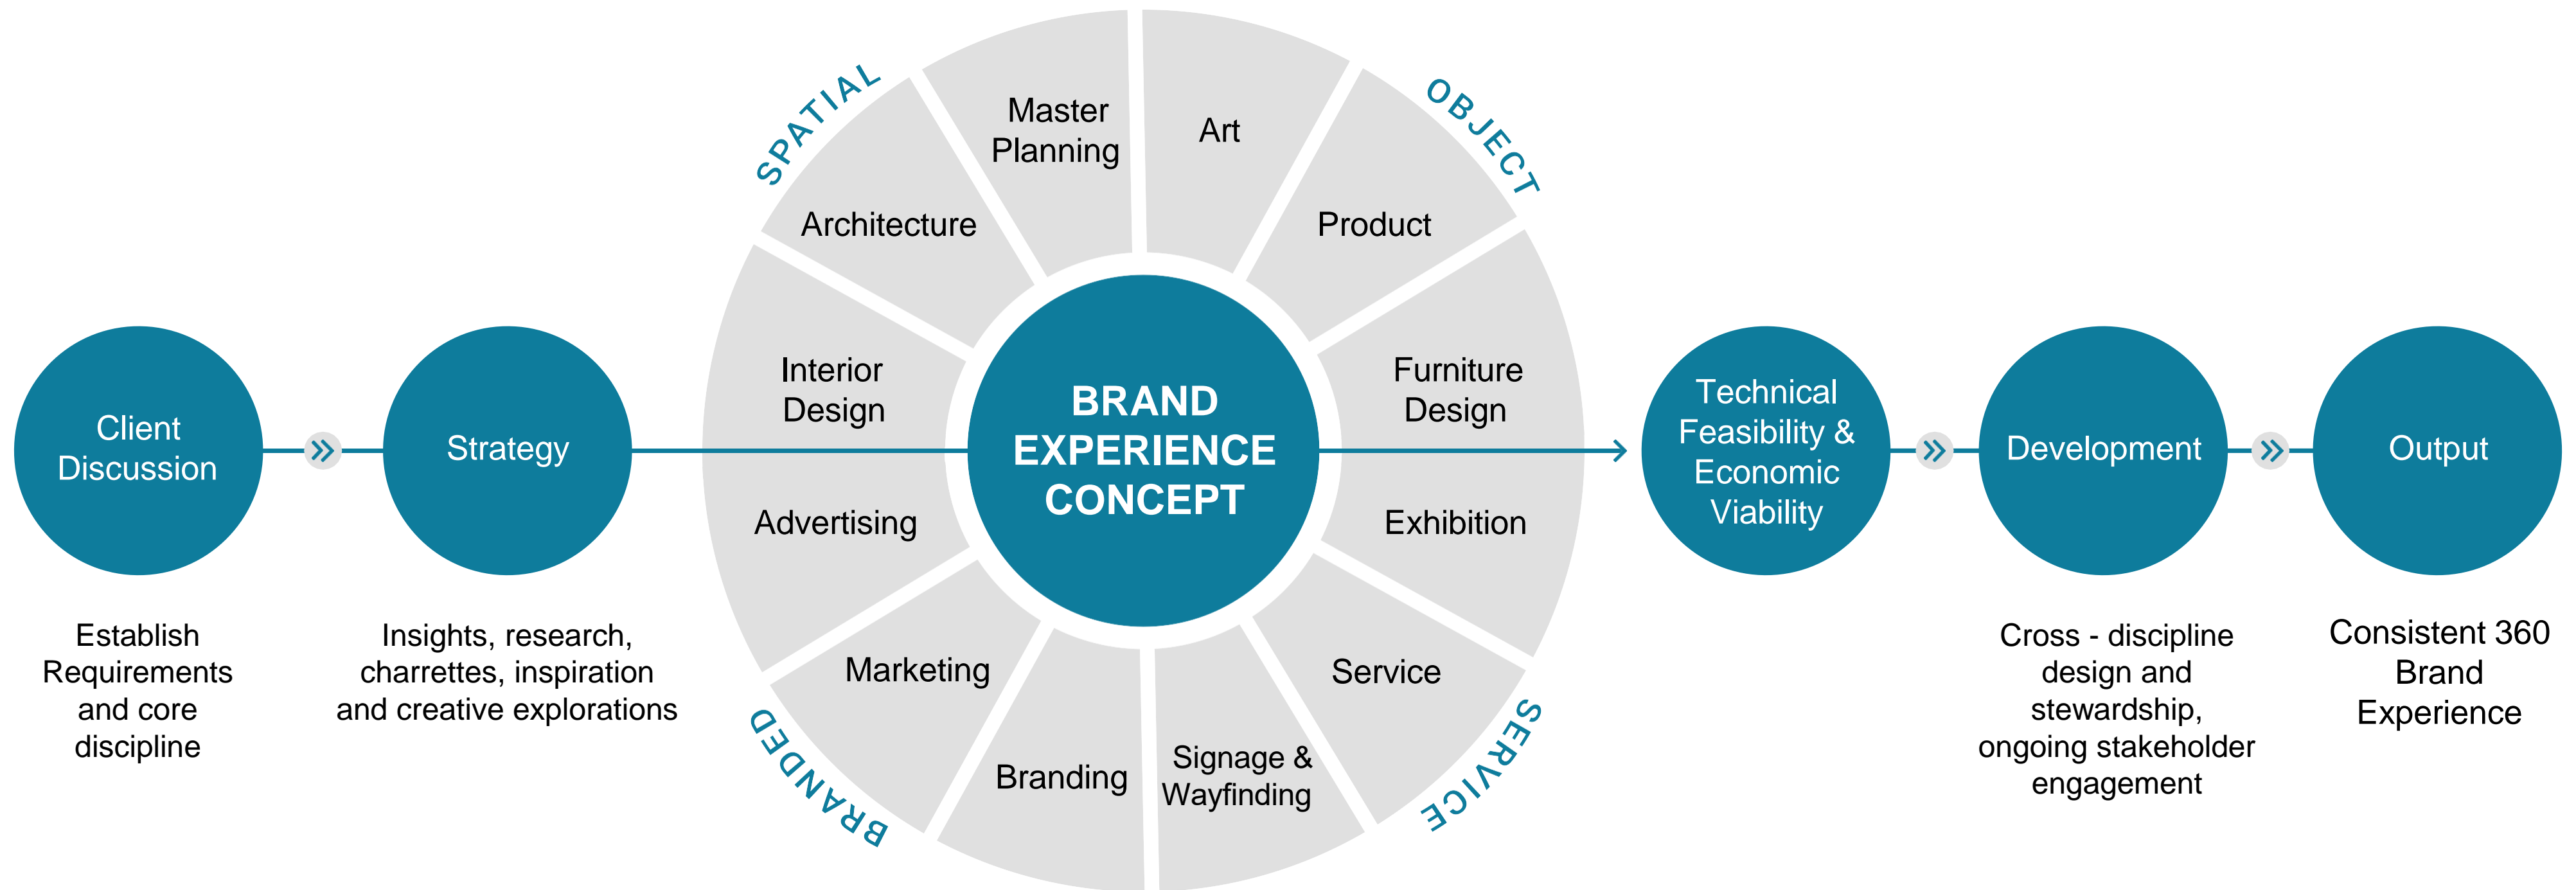 Client
Discussion
Establish
Requirements
and core
discipline
Strategy
Insights, research,
charrettes, inspiration
and creative explorations
SPATIAL
Master
Planning
Architecture
Interior
Design
OBJECT
Art
Product
Furniture
Design
BRAND
EXPERIENCE
CONCEPT
BRANDED
Advertising
Marketing
Branding
SERVICE
Exhibition
Service
Signage &
Wayfinding
Technical
Feasibility &
Economic
Viability
Development
Cross - discipline
design and
stewardship,
ongoing stakeholder
engagement
Output
Consistent 360
Brand
Experience